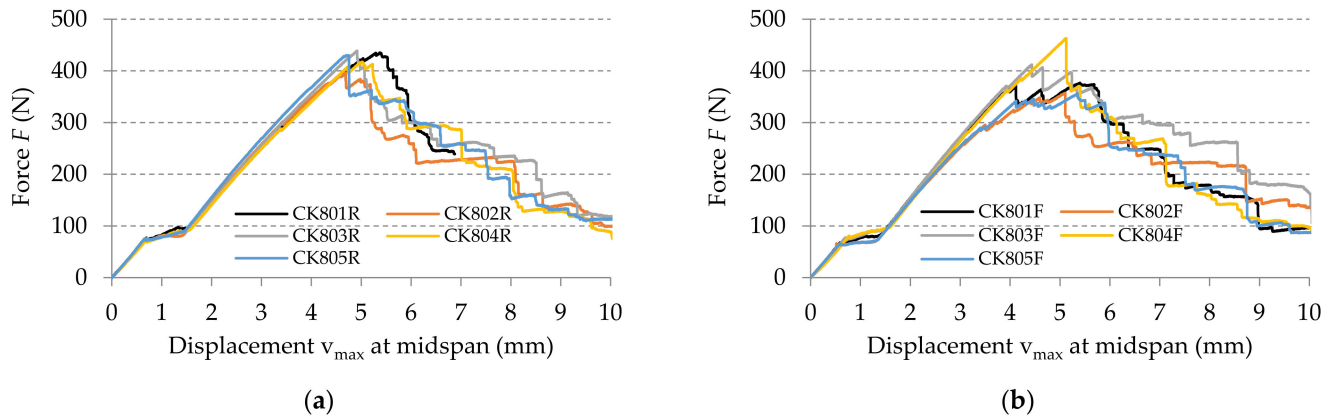 500
400
300
200
100
0
Force F (N)
CK801R CK802R
CK803R CK804R
CK805R
0 1 2 3 4 5 6 7 8 9 10
Displacement vmax at midspan (mm)
(a)
500
400
300
200
100
0
Force F (N)
CK801F CK802F
CK803F CK804F
CK805F
0 1 2 3 4 5 6 7 8 9 10
Displacement vmax at midspan (mm)
(b)